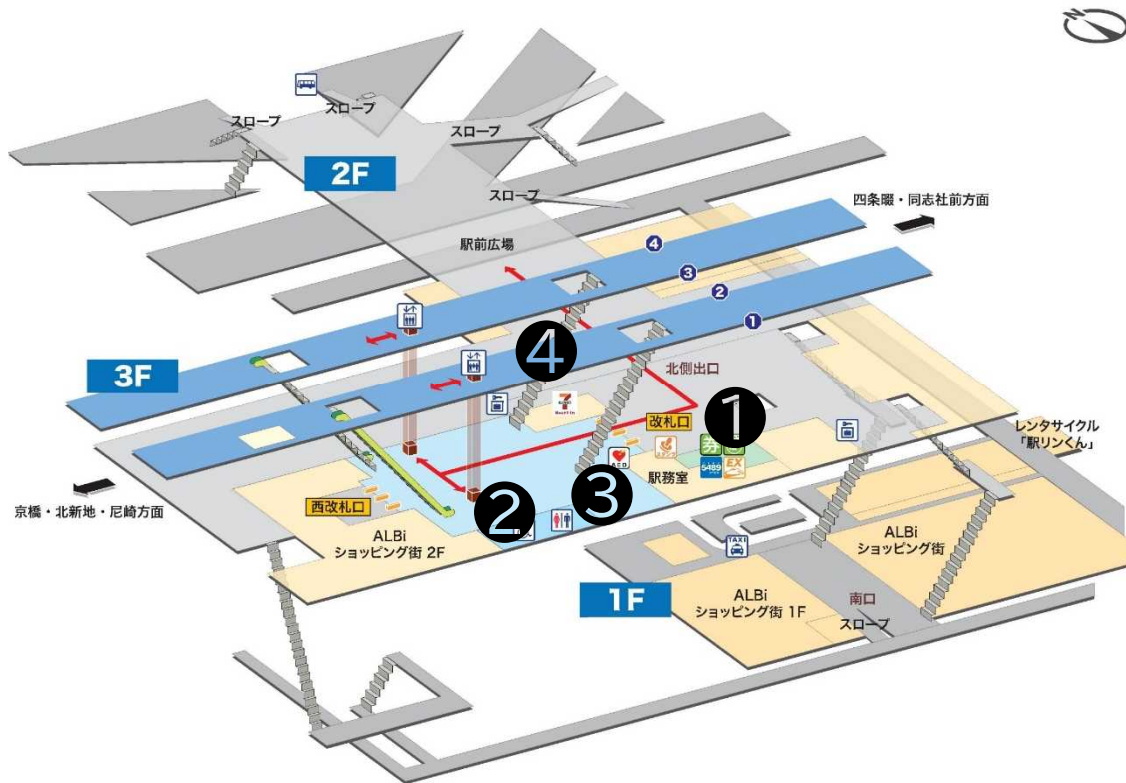 N
スロープ
スロープ
スロープ
2F
スロープ
四条畷・同志社前方面
駅前広場
4
3
2
1
3F
4
北側出口
京橋・北新地・尼崎方面
西改札口
改札口
1
券
5489
EX
AED
駅務室
レンタサイクル
「駅リンくん」
2
3
ALBi
ショッピング街 2F
TAXI
ALBi
ショッピング街
1F
ALBi
ショッピング街 1F
南口
スロープ